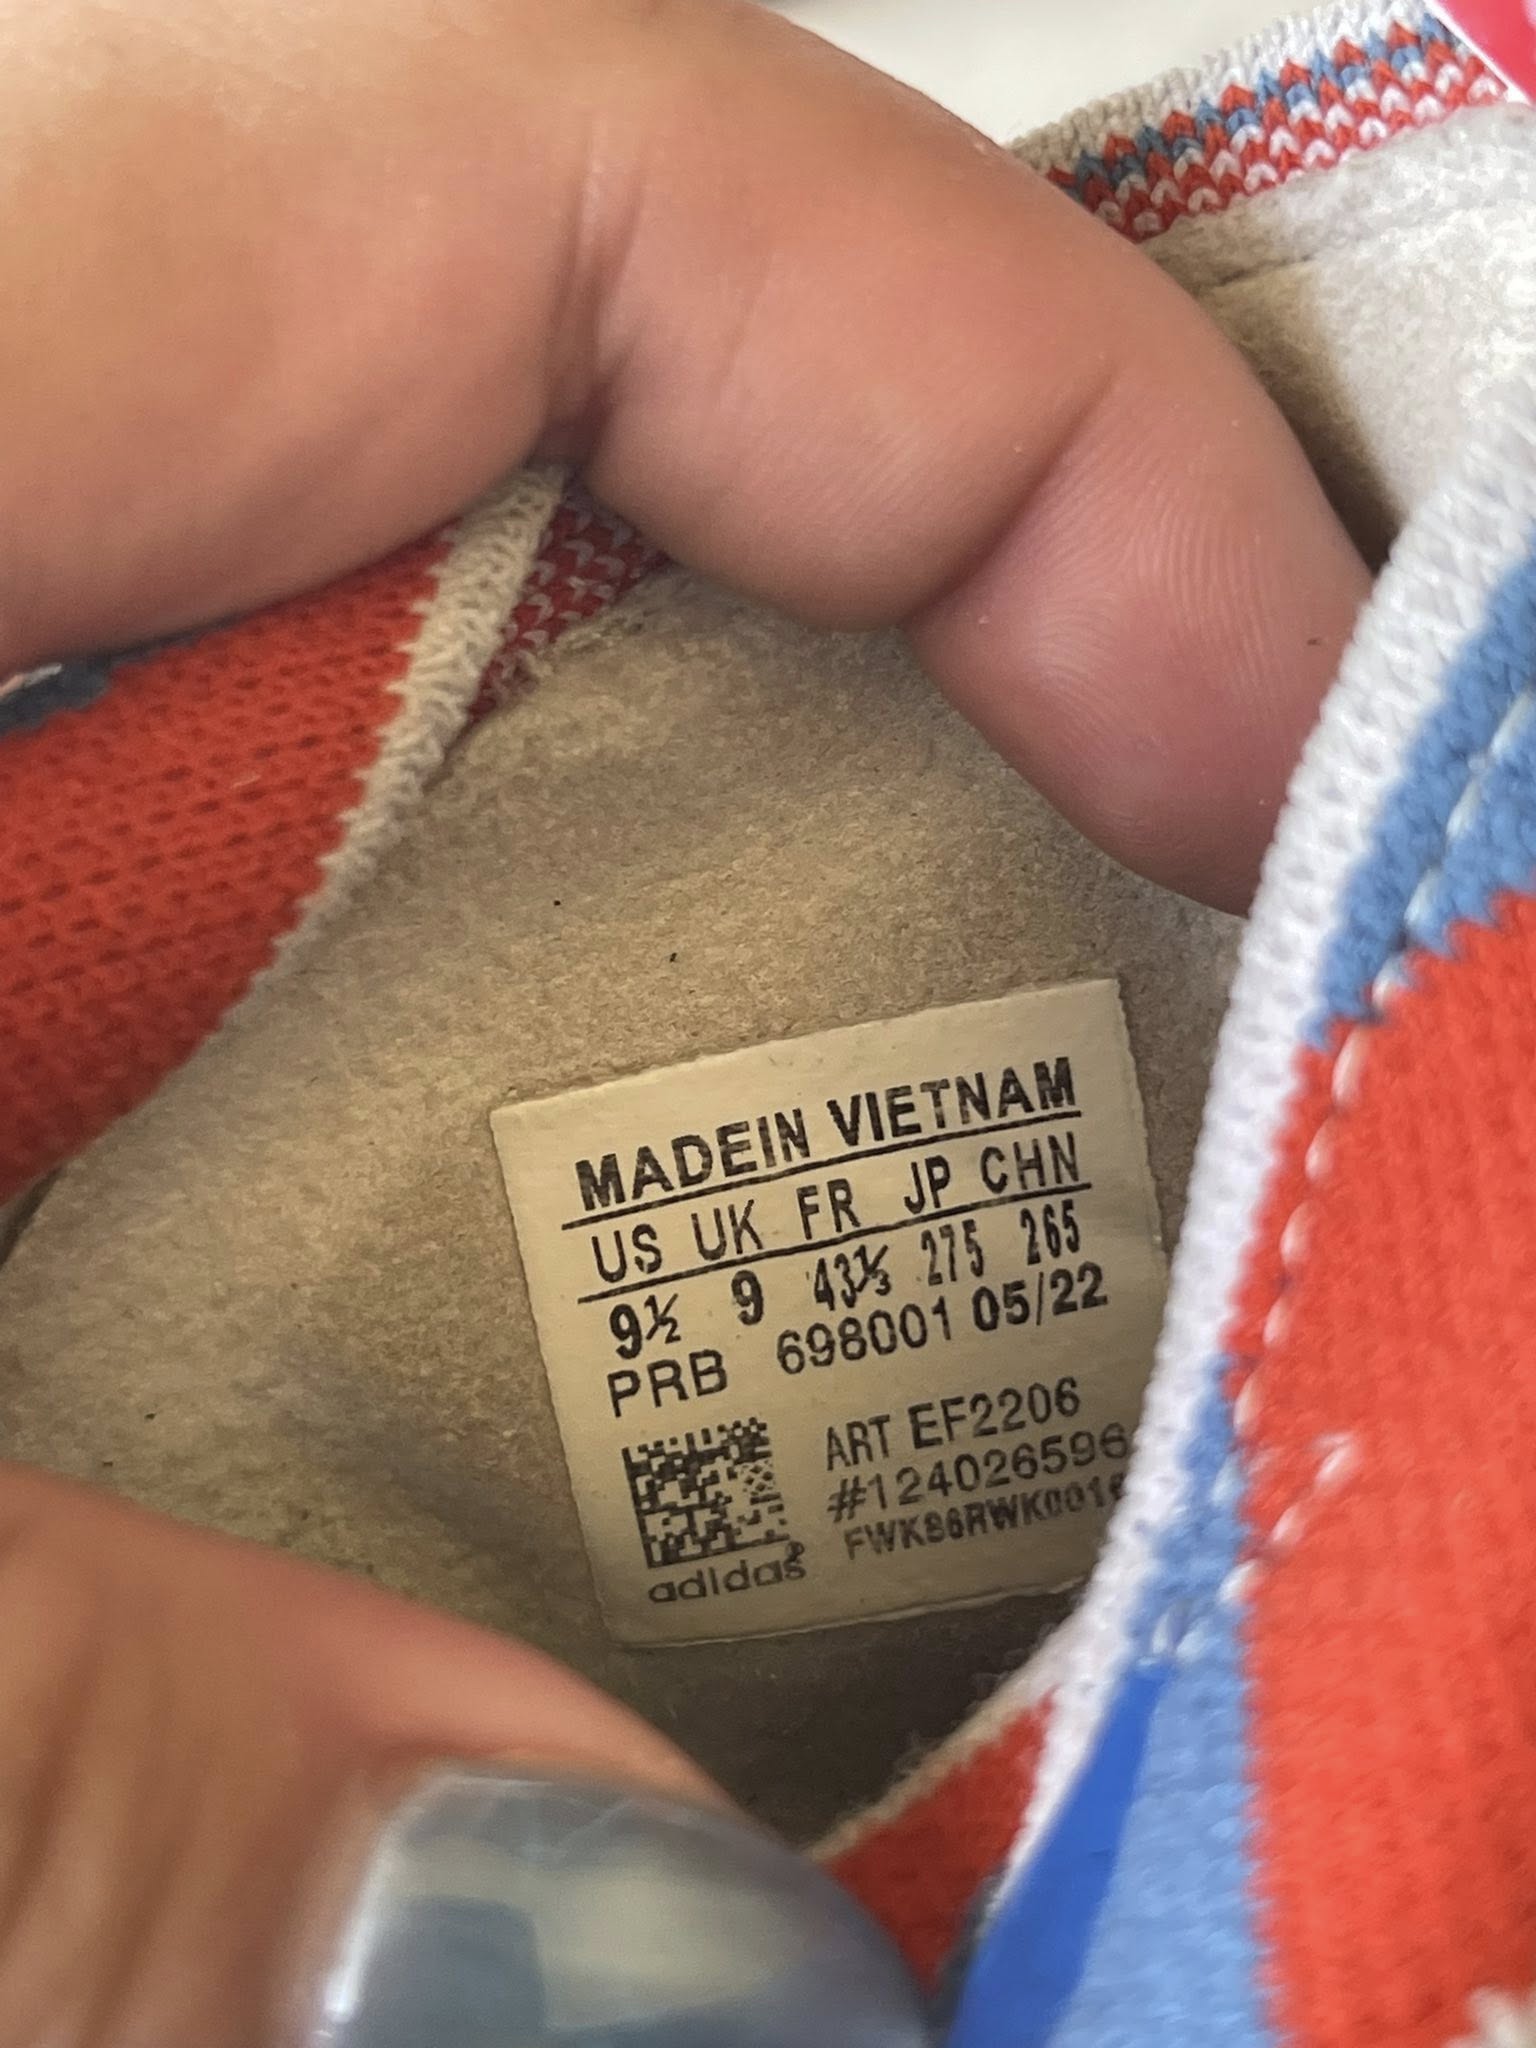 MADEIN VIETNAM
US UK FR JP CHN
9½ 9 43⅓ 275 265
PRB 698001 05/22
ART EF2206
#124026596
adidas